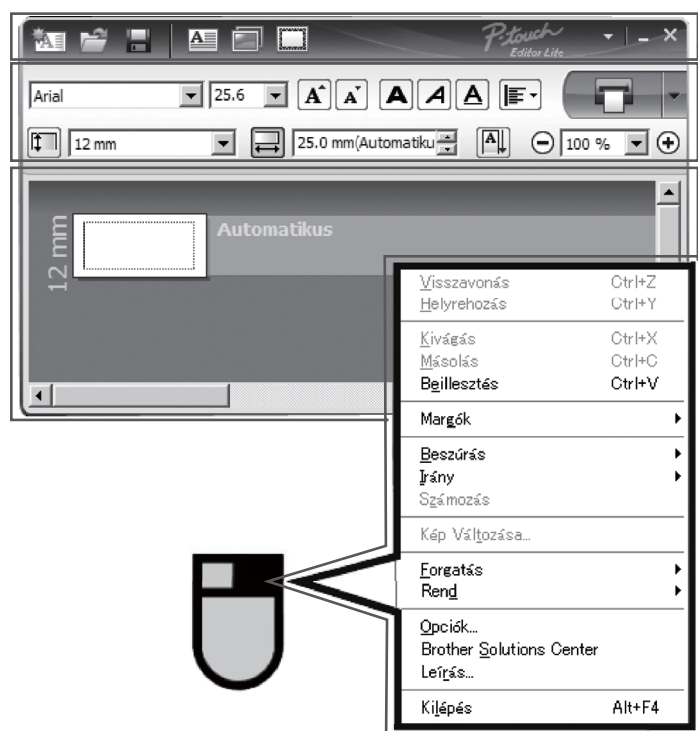 P-touch
Editor Lite
Arial 25.6 A A A A A
12 mm 25.0 mm(Automatiku A 100 %
12 mm
Automatikus
Visszavonás Ctrl+Z
Helyrehozás Ctrl+Y
Kivágás Ctrl+X
Másolás Ctrl+C
Beillesztés Ctrl+V
Margók
Beszúrás
Irány
Számozás
Kép Változása...
Forgatás
Rend
Opciók...
Brother Solutions Center
Leírás...
Kilépés Alt+F4